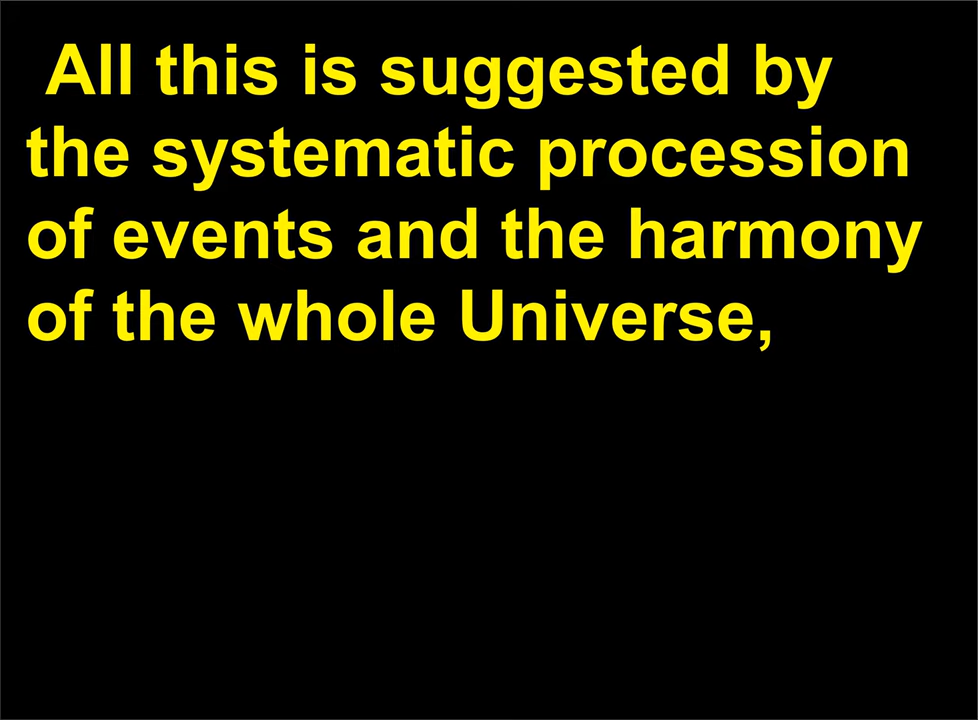 All this is suggested by
the systematic procession
of events and the harmony
of the whole Universe,